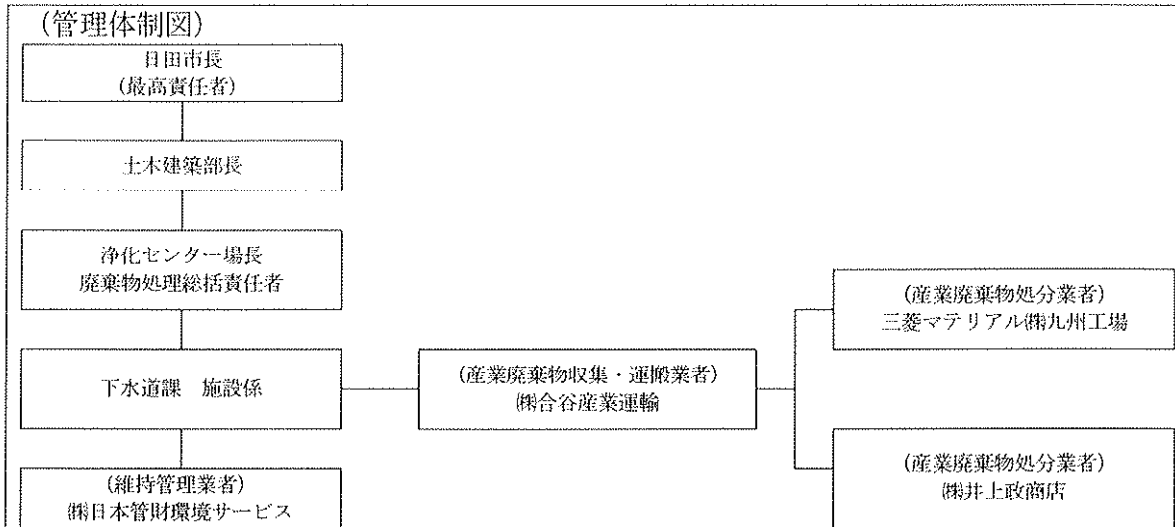 (管理体制図)
日田市長
(最高責任者)
土木建築部長
浄化センター場長
廃棄物処理総括責任者
下水道課　施設係
(維持管理業者)
㈱日本管財環境サービス
(産業廃棄物収集・運搬業者)
㈱合谷産業運輸
(産業廃棄物処分業者)
三菱マテリアル㈱九州工場
(産業廃棄物処分業者)
㈱井上政商店